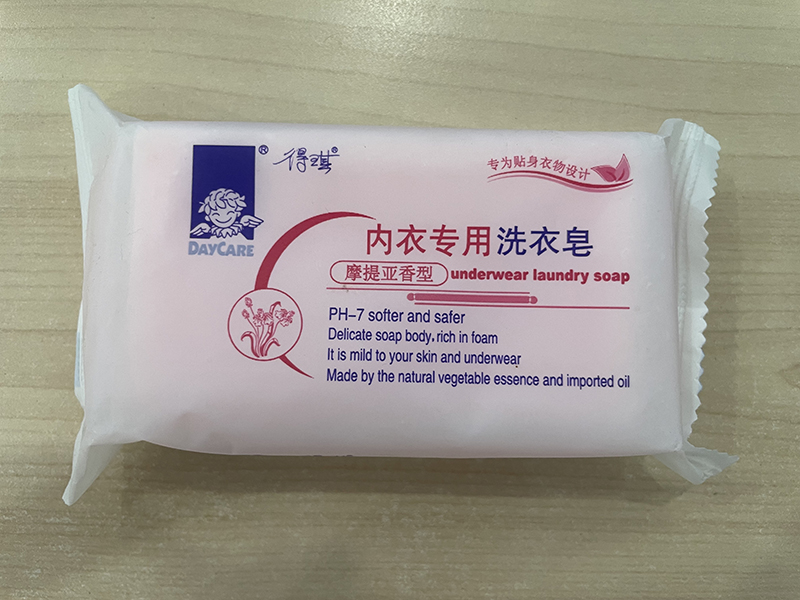 ® 得琪®
DAYCARE
专为贴身衣物设计
内衣专用洗衣皂
摩提亚香型 underwear laundry soap
PH-7 softer and safer
Delicate soap body, rich in foam
It is mild to your skin and underwear
Made by the natural vegetable essence and imported oil